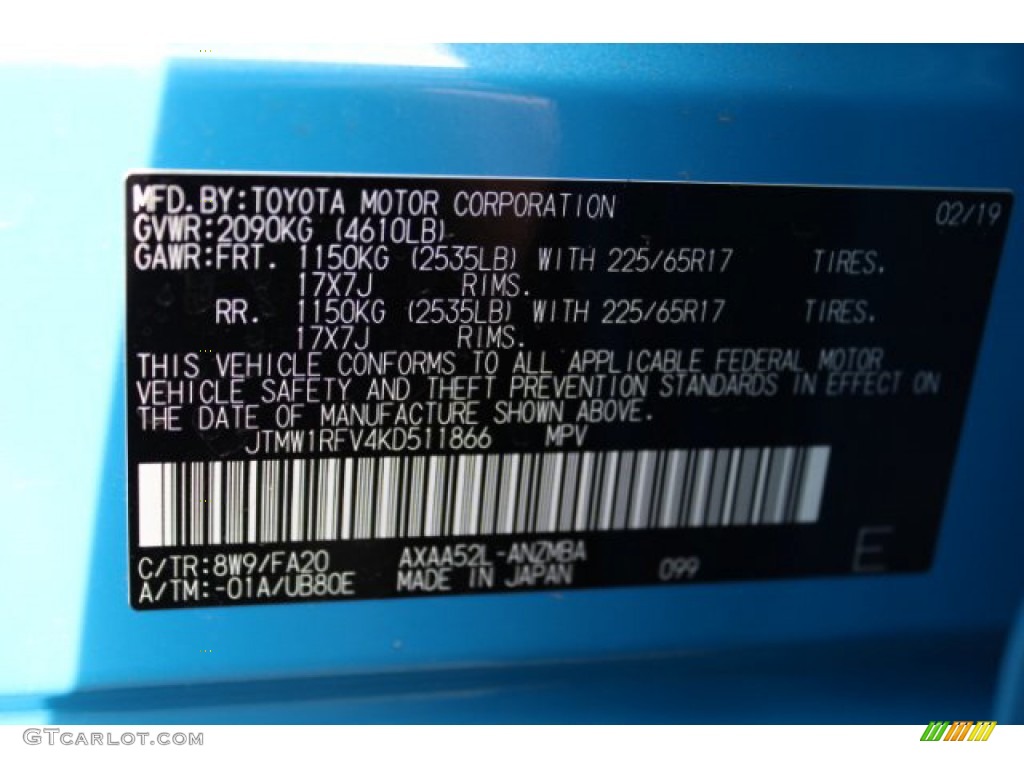 MFD.BY:TOYOTA MOTOR CORPORATION 02/19
GVWR:2090KG (4610LB)
GAWR:FRT. 1150KG (2535LB) WITH 225/65R17 TIRES.
17X7J RIMS.
RR. 1150KG (2535LB) WITH 225/65R17 TIRES.
17X7J RIMS.
THIS VEHICLE CONFORMS TO ALL APPLICABLE FEDERAL MOTOR
VEHICLE SAFETY AND THEFT PREVENTION STANDARDS IN EFFECT ON
THE DATE OF MANUFACTURE SHOWN ABOVE.
JTMW1RFV4KD511866 MPV
C/TR:8W9/FA20 AXAA52L-ANZMBA
A/TM:-01A/UB80E MADE IN JAPAN 099 E
GTCarLot.com